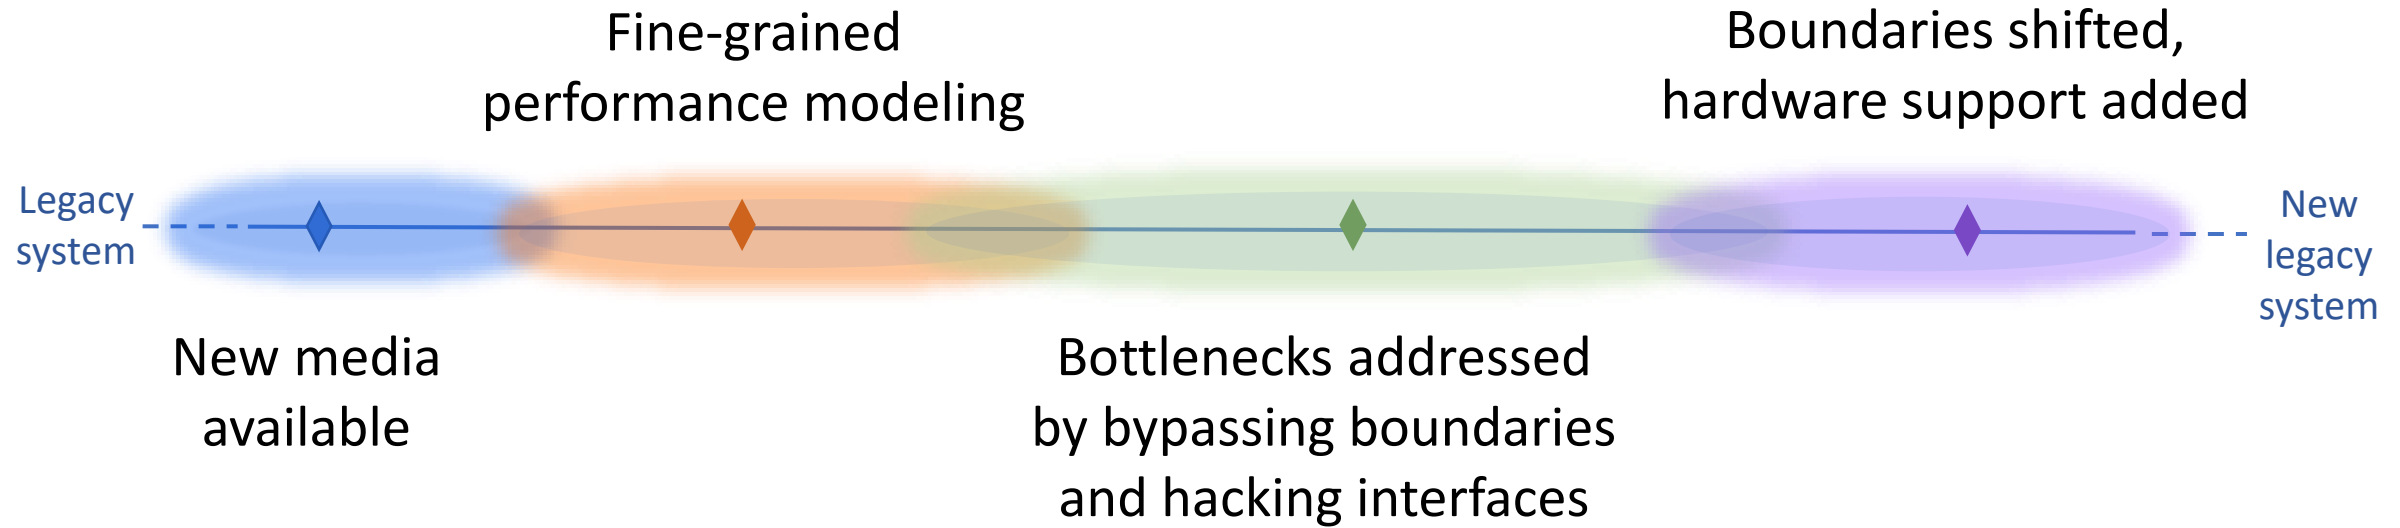 Legacy
system
New media
available
Fine-grained
performance modeling
Bottlenecks addressed
by bypassing boundaries
and hacking interfaces
Boundaries shifted,
hardware support added
New
legacy
system